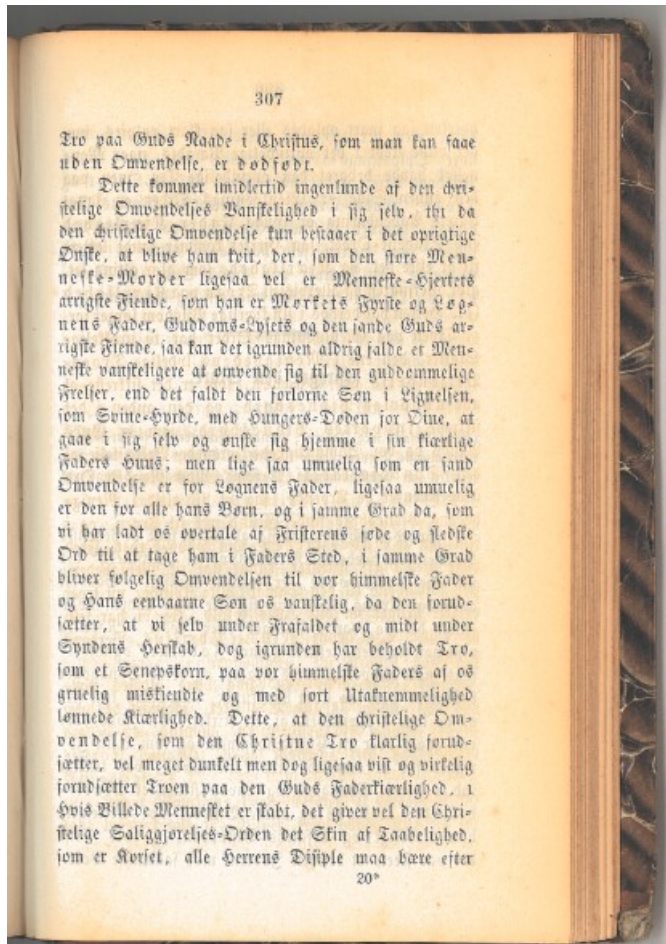 307
Tro paa Guds Naade i Christus, som man kan faae
uden Omvendelse, er dødfødt.
Dette kommer imidlertid ingenlunde af den chri-
stelige Omvendelses Vanskelighed i sig selv, thi da
den christelige Omvendelse kun bestaaer i det oprigtige
Ønske, at blive ham kvit, der, som den store Men-
neske-Morder ligesaa vel er Menneske-Hjertets
arrigste Fiende, som han er Mørkets Fyrste og Løg-
nens Fader, Guddoms-Lysets og den sande Guds ar-
rigste Fiende, saa kan det igrunden aldrig falde et Men-
neske vanskeligere at omvende sig til den guddommelige
Frelser, end det faldt den forlorne Søn i Lignelsen,
som Svine-Hyrde, med Hungers-Døden for Øine, at
gaae i sig selv og ønske sig hjemme i sin kiærlige
Faders Huus; men lige saa umuelig som en sand
Omvendelse er for Løgnens Fader, ligesaa umuelig
er den for alle hans Børn, og i samme Grad da, som
vi har ladt os overtale af Fristerens søde og sledske
Ord til at tage ham i Faders Sted, i samme Grad
bliver følgelig Omvendelsen til vor himmelske Fader
og Hans eenbaarne Søn os vanskelig, da den forud-
sætter, at vi selv under Frafaldet og midt under
Syndens Herskab, dog igrunden har beholdt Tro,
som et Senepskorn, paa vor himmelske Faders af os
gruelig miskiendte og med sort Utaknemmelighed
lønnede Kiærlighed. Dette, at den christelige Om-
vendelse, som den Christne Tro klarlig forud-
sætter, vel meget dunkelt men dog ligesaa vist og virkelig
forudsætter Troen paa den Guds Faderkiærlighed, i
Hvis Billede Mennesket er skabt, det giver vel den Chri-
stelige Saliggjørelses-Orden det Skin af Taabelighed,
som er Korset, alle Herrens Disiple maa bære efter
20*